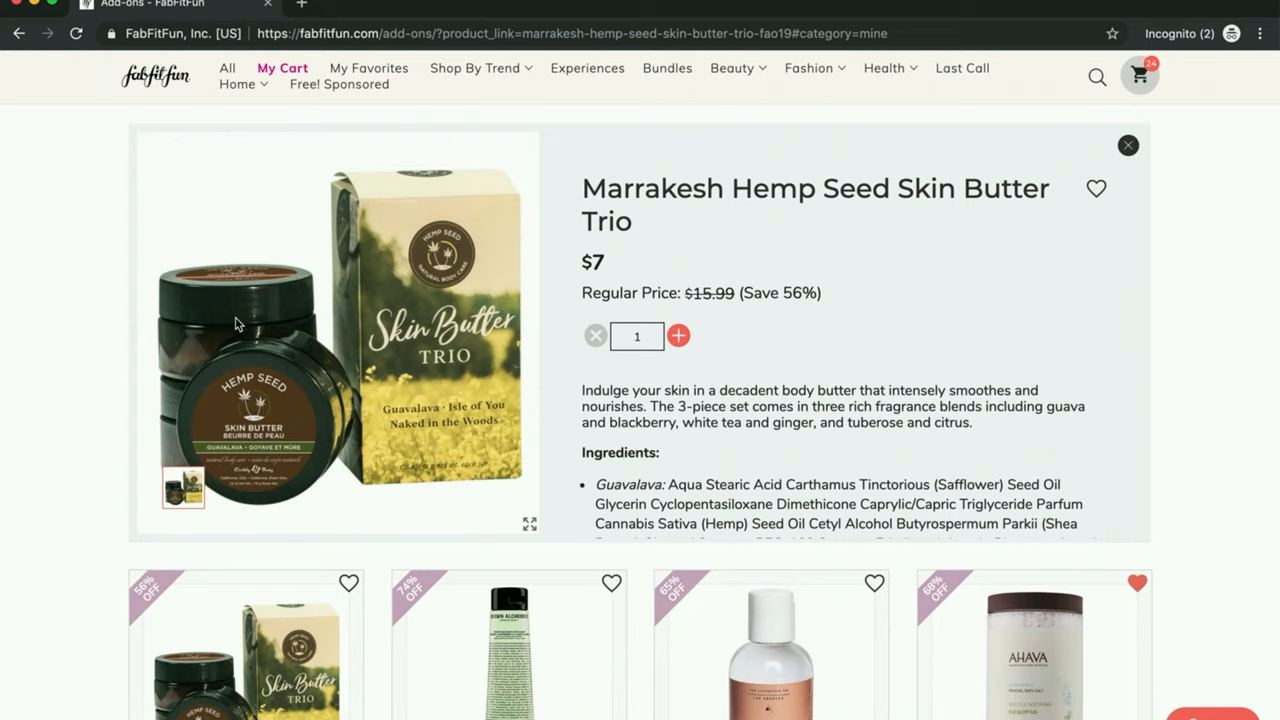 Add-ons - FabFitFun
FabFitFun, Inc. [US] https://fabfitfun.com/add-ons/?product_link=marrakesh-hemp-seed-skin-butter-trio-fao19#category=mine Incognito (2)
fabfitfun All My Cart My Favorites Shop By Trend Experiences Bundles Beauty Fashion Health Last Call
Home Free! Sponsored
24
Marrakesh Hemp Seed Skin Butter
Trio
$7
Regular Price: $15.99 (Save 56%)
1
Indulge your skin in a decadent body butter that intensely smoothes and
nourishes. The 3-piece set comes in three rich fragrance blends including guava
and blackberry, white tea and ginger, and tuberose and citrus.
Ingredients:
• Guavalava: Aqua Stearic Acid Carthamus Tinctorious (Safflower) Seed Oil
Glycerin Cyclopentasiloxane Dimethicone Caprylic/Capric Triglyceride Parfum
Cannabis Sativa (Hemp) Seed Oil Cetyl Alcohol Butyrospermum Parkii (Shea
HEMP SEED
NATURAL BODY CARE
Skin Butter
TRIO
Guavalava · Isle of You
Naked in the Woods
HEMP SEED
SKIN BUTTER
BEURRE DE PEAU
GUAVALAVA • GOYAVE ET MÛRE
56%
OFF
Skin Butter
TRIO
74%
OFF
65%
OFF
68%
OFF
AHAVA
MINERAL BATH SALT
MUSCLE SOOTHING
EUCALYPTUS